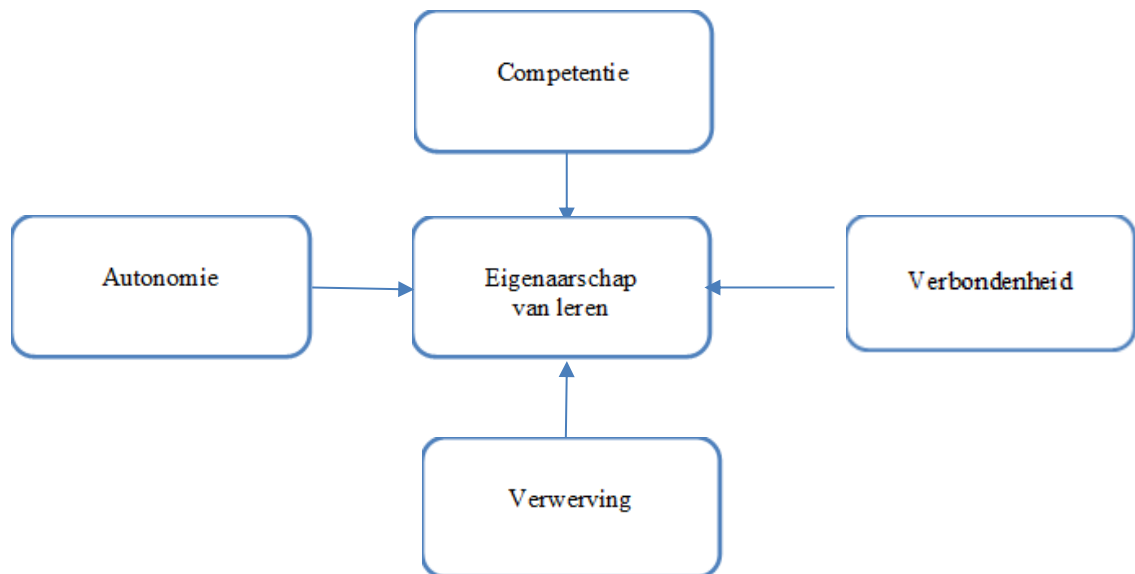 Competentie
Autonomie
Eigenaarschap
van leren
Verbondenheid
Verwerving